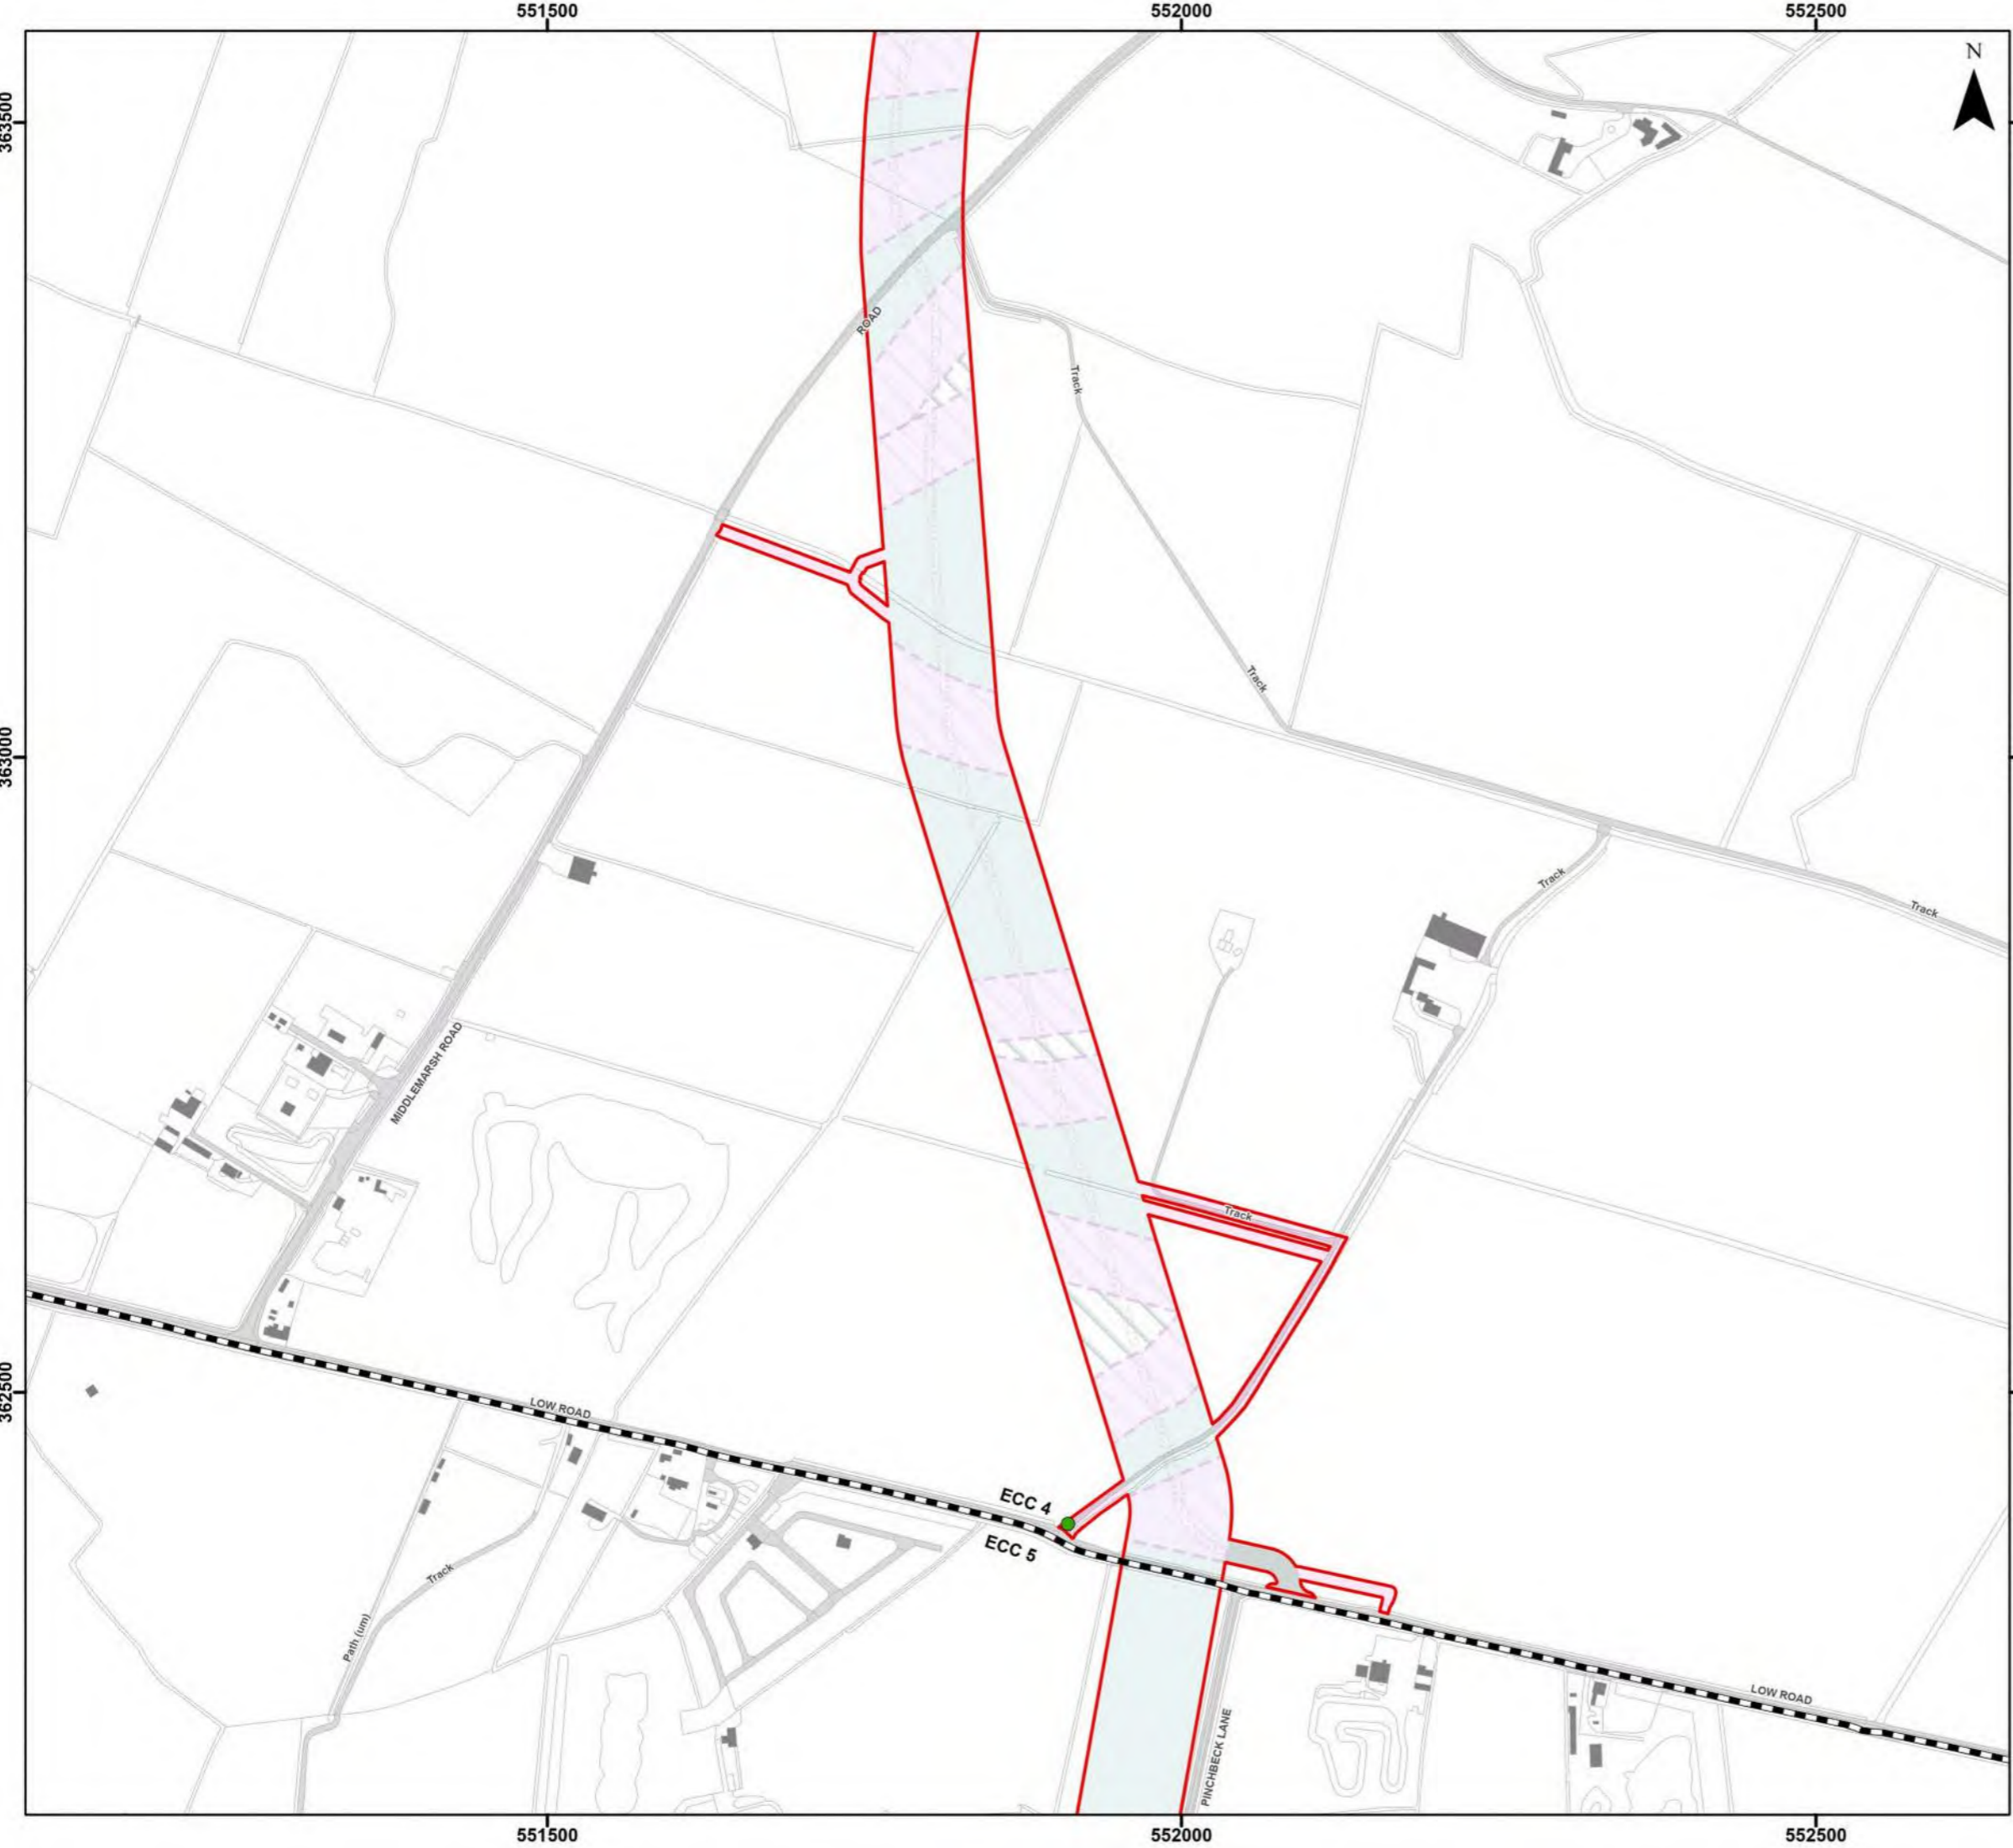 551500
552000
552500
N
363500
ROAD
Track
Track
363000
Track
Track
MIDDLEMARSH ROAD
Track
362500
LOW ROAD
ECC 4
ECC 5
Track
Path (um)
LOW ROAD
PINCHBECK LANE
551500
552000
552500